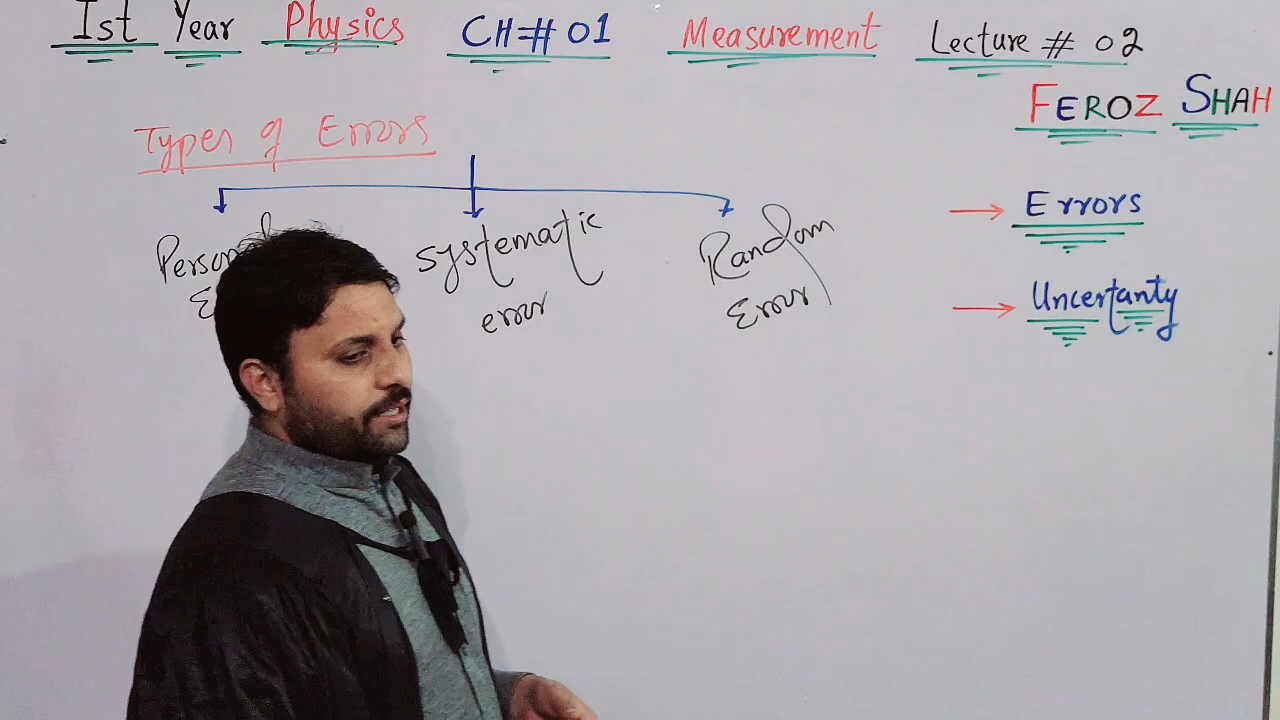 Ist Year Physics CH# 01 Measurement Lecture # 02
FEROZ SHAH
Types of Errors
→ Errors
systematic
error
Random
Error
→ Uncertanty